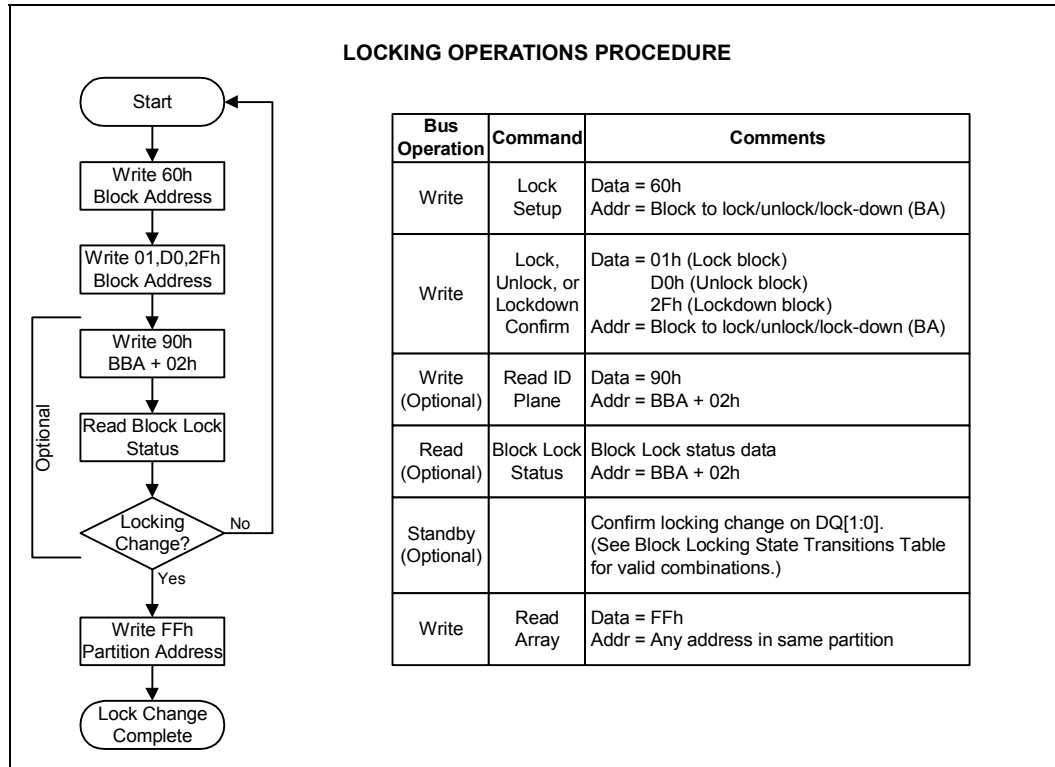 LOCKING OPERATIONS PROCEDURE
Start
Write 60h
Block Address
Write 01,D0,2Fh
Block Address
Write 90h
BBA + 02h
Read Block Lock
Status
Optional
Locking
Change?
No
Yes
Write FFh
Partition Address
Lock Change
Complete
Bus
Operation
Command
Comments
Write
Lock
Setup
Data = 60h
Addr = Block to lock/unlock/lock-down (BA)
Write
Lock,
Unlock, or
Lockdown
Confirm
Data = 01h (Lock block)
D0h (Unlock block)
2Fh (Lockdown block)
Addr = Block to lock/unlock/lock-down (BA)
Write
(Optional)
Read ID
Plane
Data = 90h
Addr = BBA + 02h
Read
(Optional)
Block Lock
Status
Block Lock status data
Addr = BBA + 02h
Standby
(Optional)
Confirm locking change on DQ[1:0].
(See Block Locking State Transitions Table
for valid combinations.)
Write
Read
Array
Data = FFh
Addr = Any address in same partition